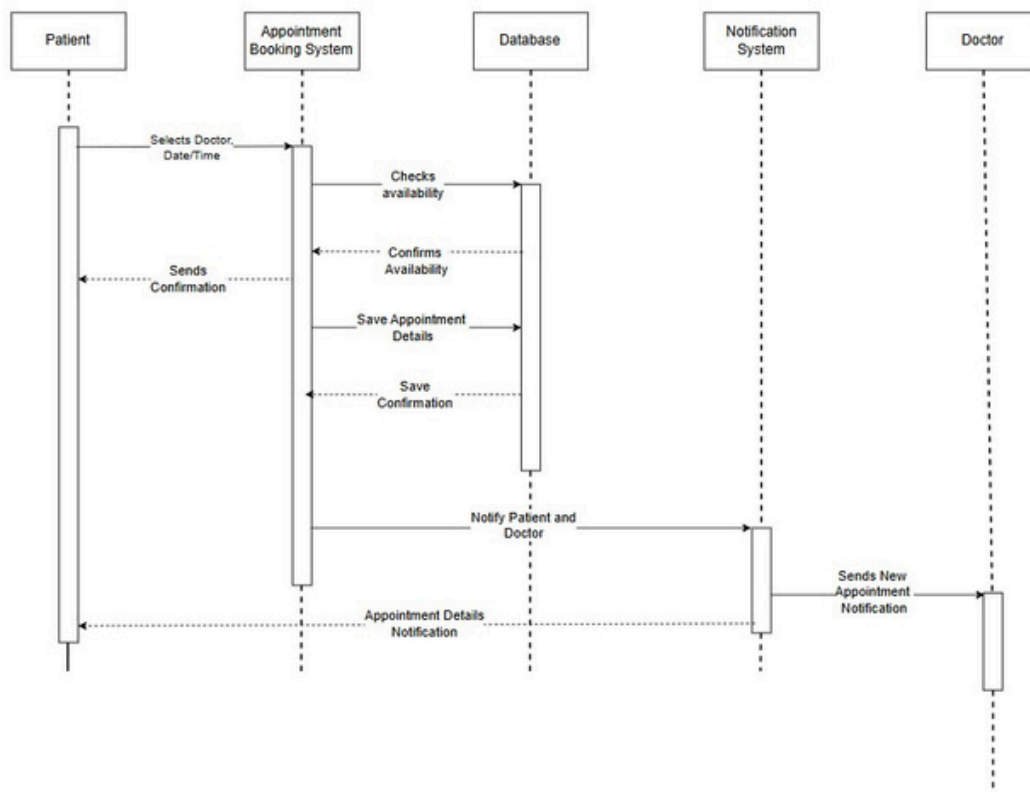 Patient
Appointment
Booking System
Database
Notification
System
Doctor
Selects Doctor,
Date/Time
Checks
availability
Confirms
Availability
Sends
Confirmation
Save Appointment
Details
Save
Confirmation
Notify Patient and
Doctor
Sends New
Appointment
Notification
Appointment Details
Notification